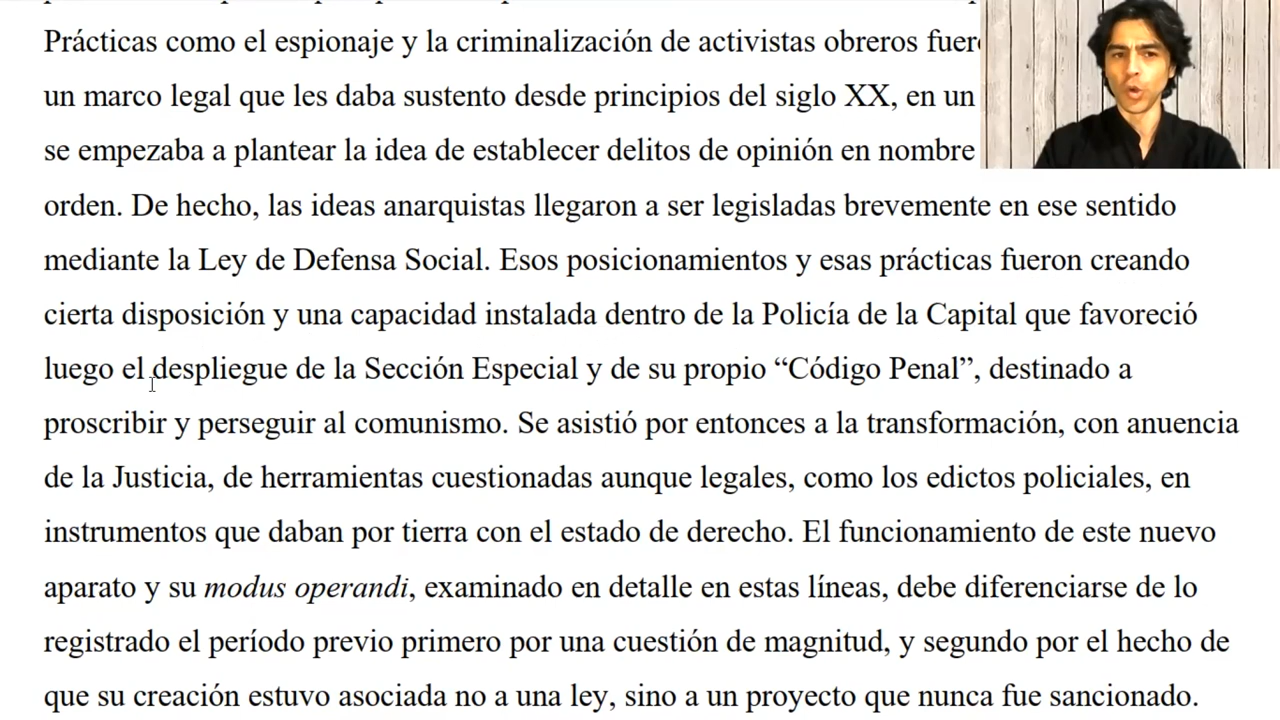 Prácticas como el espionaje y la criminalización de activistas obreros
un marco legal que les daba sustento desde principios del siglo XX, en un
se empezaba a plantear la idea de establecer delitos de opinión en nombre
orden. De hecho, las ideas anarquistas llegaron a ser legisladas brevemente en ese sentido
mediante la Ley de Defensa Social. Esos posicionamientos y esas prácticas fueron creando
cierta disposición y una capacidad instalada dentro de la Policía de la Capital que favoreció
luego el despliegue de la Sección Especial y de su propio “Código Penal”, destinado a
proscribir y perseguir al comunismo. Se asistió por entonces a la transformación, con anuencia
de la Justicia, de herramientas cuestionadas aunque legales, como los edictos policiales, en
instrumentos que daban por tierra con el estado de derecho. El funcionamiento de este nuevo
aparato y su modus operandi, examinado en detalle en estas líneas, debe diferenciarse de lo
registrado el período previo primero por una cuestión de magnitud, y segundo por el hecho de
que su creación estuvo asociada no a una ley, sino a un proyecto que nunca fue sancionado.